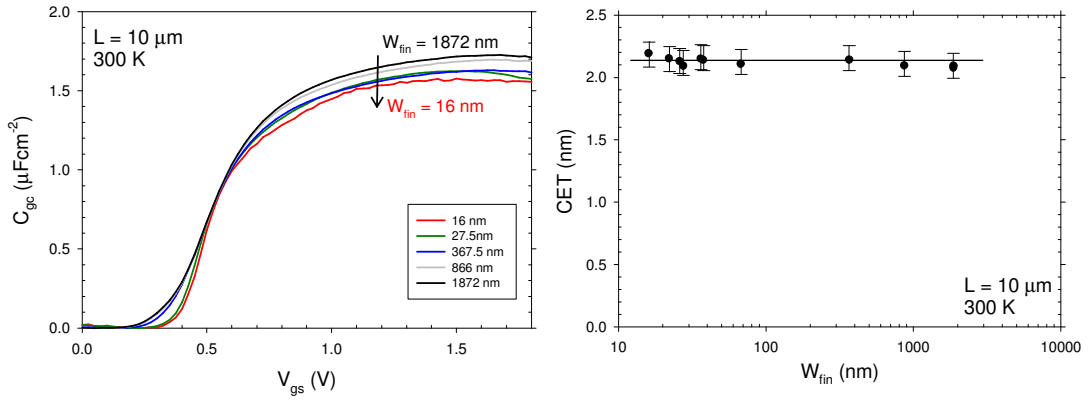 L = 10 μm
300 K
W_fin = 1872 nm
W_fin = 16 nm
C_gc (μFcm⁻²)
2.0
1.5
1.0
0.5
0.0
16 nm
27.5nm
367.5 nm
866 nm
1872 nm
0.0 0.5 1.0 1.5
V_gs (V)
CET (nm)
2.5
2.0
1.5
1.0
0.5
0.0
L = 10 μm
300 K
10 100 1000 10000
W_fin (nm)